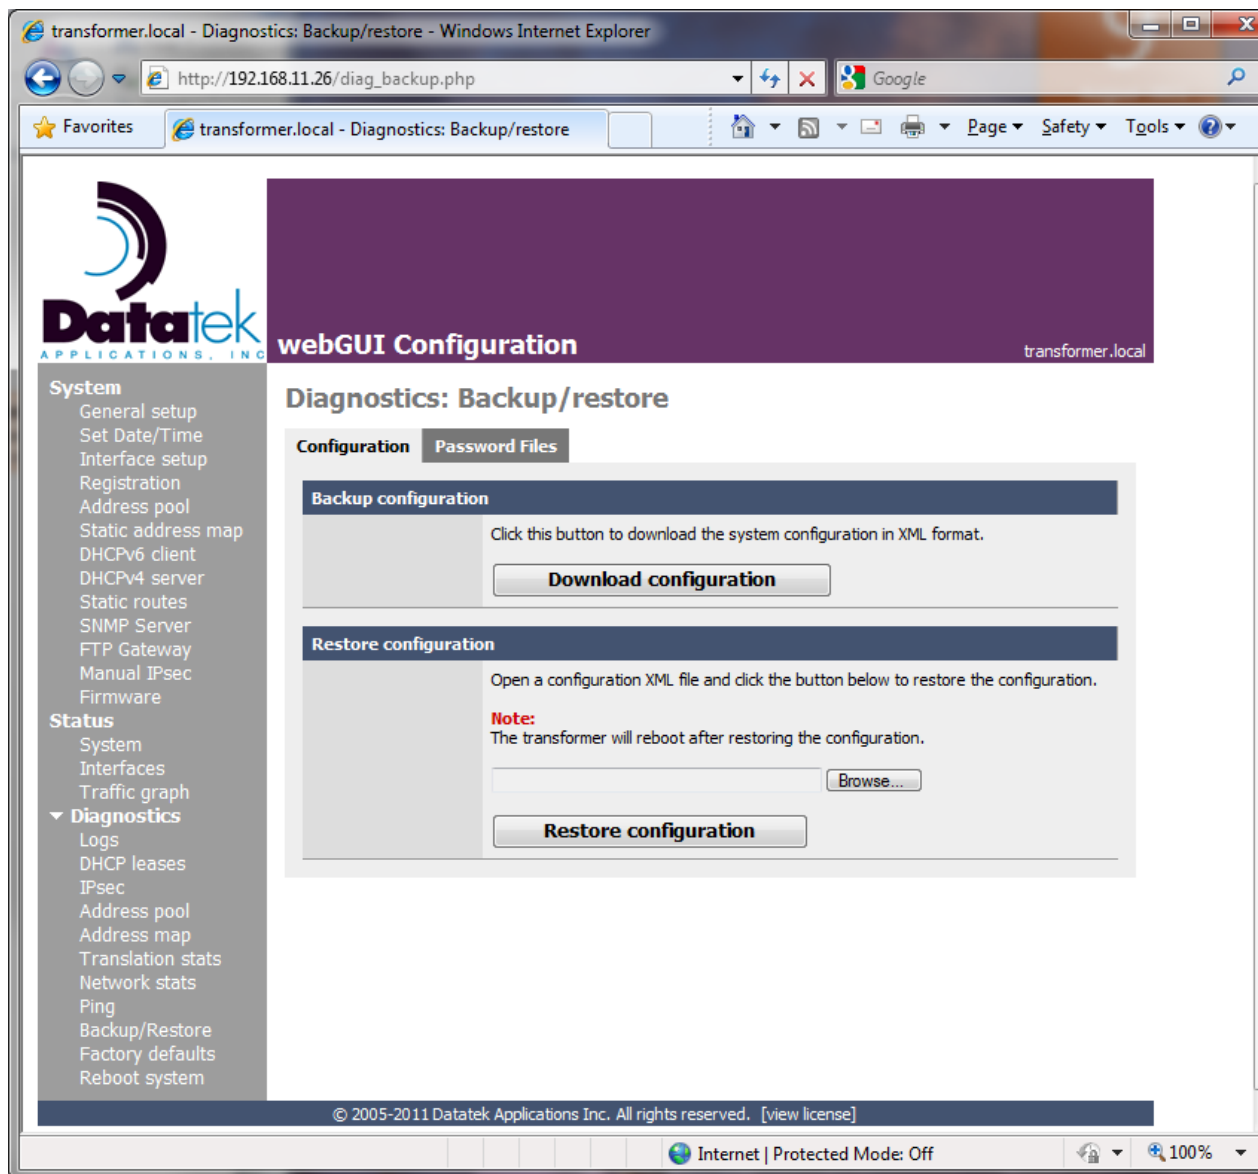 transformer.local - Diagnostics: Backup/restore - Windows Internet Explorer
http://192.168.11.26/diag_backup.php
Google
Favorites
transformer.local - Diagnostics: Backup/restore
Page
Safety
Tools
Datatek
APPLICATIONS, INC
webGUI Configuration
transformer.local
System
General setup
Set Date/Time
Interface setup
Registration
Address pool
Static address map
DHCPv6 client
DHCPv4 server
Static routes
SNMP Server
FTP Gateway
Manual IPsec
Firmware
Status
System
Interfaces
Traffic graph
Diagnostics
Logs
DHCP leases
IPsec
Address pool
Address map
Translation stats
Network stats
Ping
Backup/Restore
Factory defaults
Reboot system
Diagnostics: Backup/restore
Configuration
Password Files
Backup configuration
Click this button to download the system configuration in XML format.
Download configuration
Restore configuration
Open a configuration XML file and click the button below to restore the configuration.
Note:
The transformer will reboot after restoring the configuration.
Browse...
Restore configuration
© 2005-2011 Datatek Applications Inc. All rights reserved. [view license]
Internet | Protected Mode: Off
100%